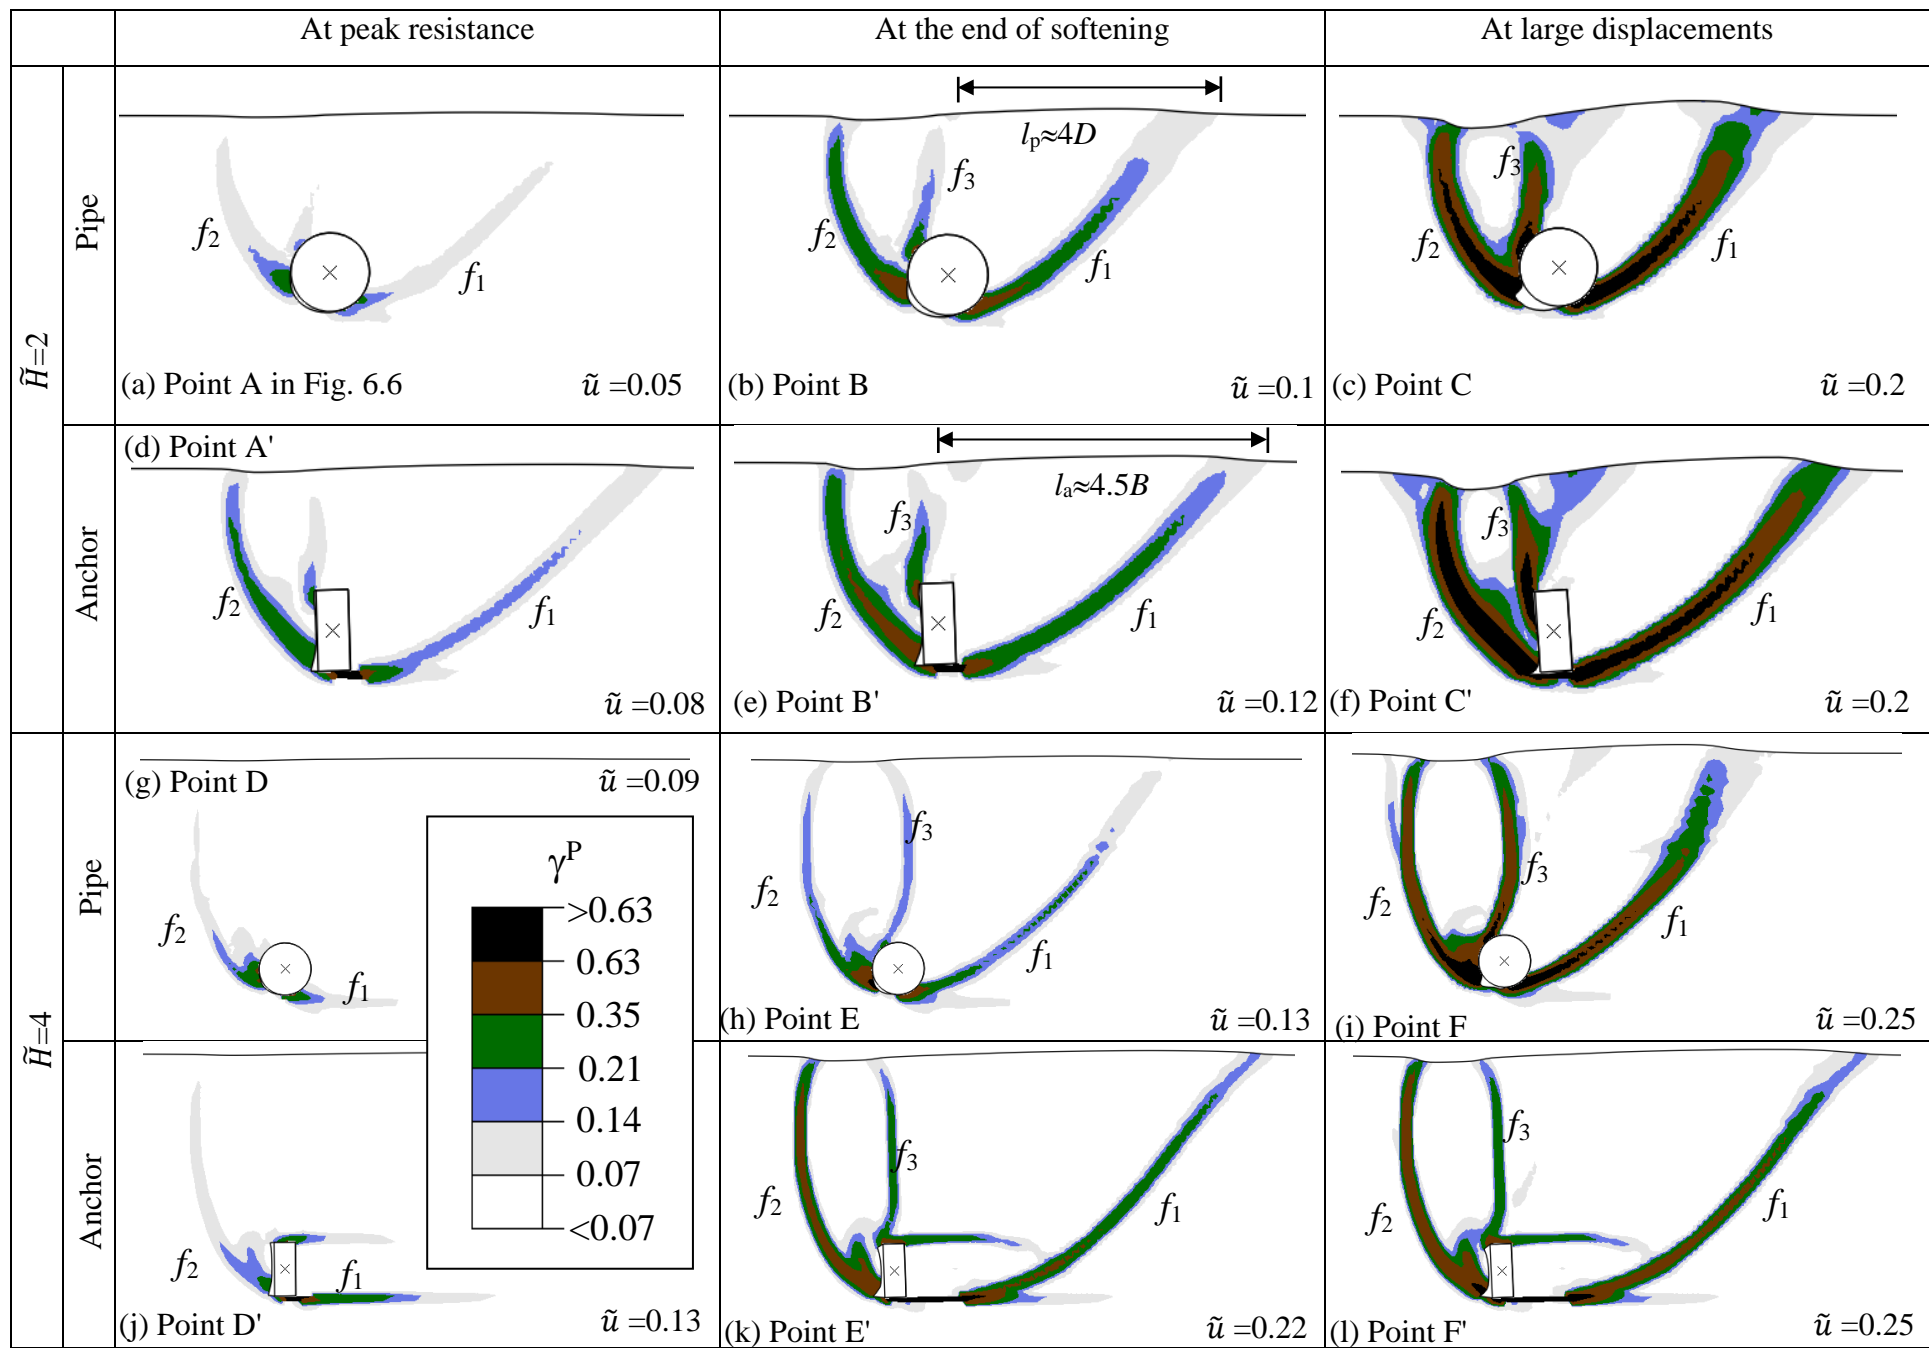 At peak resistance
At the end of softening
At large displacements
H̃=2
Pipe
f2
f1
(a) Point A in Fig. 6.6
ũ =0.05
lp≈4D
f3
f2
f1
(b) Point B
ũ =0.1
f3
f2
f1
(c) Point C
ũ =0.2
Anchor
(d) Point A'
f2
f1
ũ =0.08
la≈4.5B
f3
f2
f1
(e) Point B'
ũ =0.12
f3
f2
f1
(f) Point C'
ũ =0.2
H̃=4
Pipe
(g) Point D
ũ =0.09
f2
f1
γP
>0.63
0.63
0.35
0.21
0.14
0.07
<0.07
f3
f2
f1
(h) Point E
ũ =0.13
f3
f2
f1
(i) Point F
ũ =0.25
Anchor
f2
f1
(j) Point D'
ũ =0.13
f3
f2
f1
(k) Point E'
ũ =0.22
f3
f2
f1
(l) Point F'
ũ =0.25